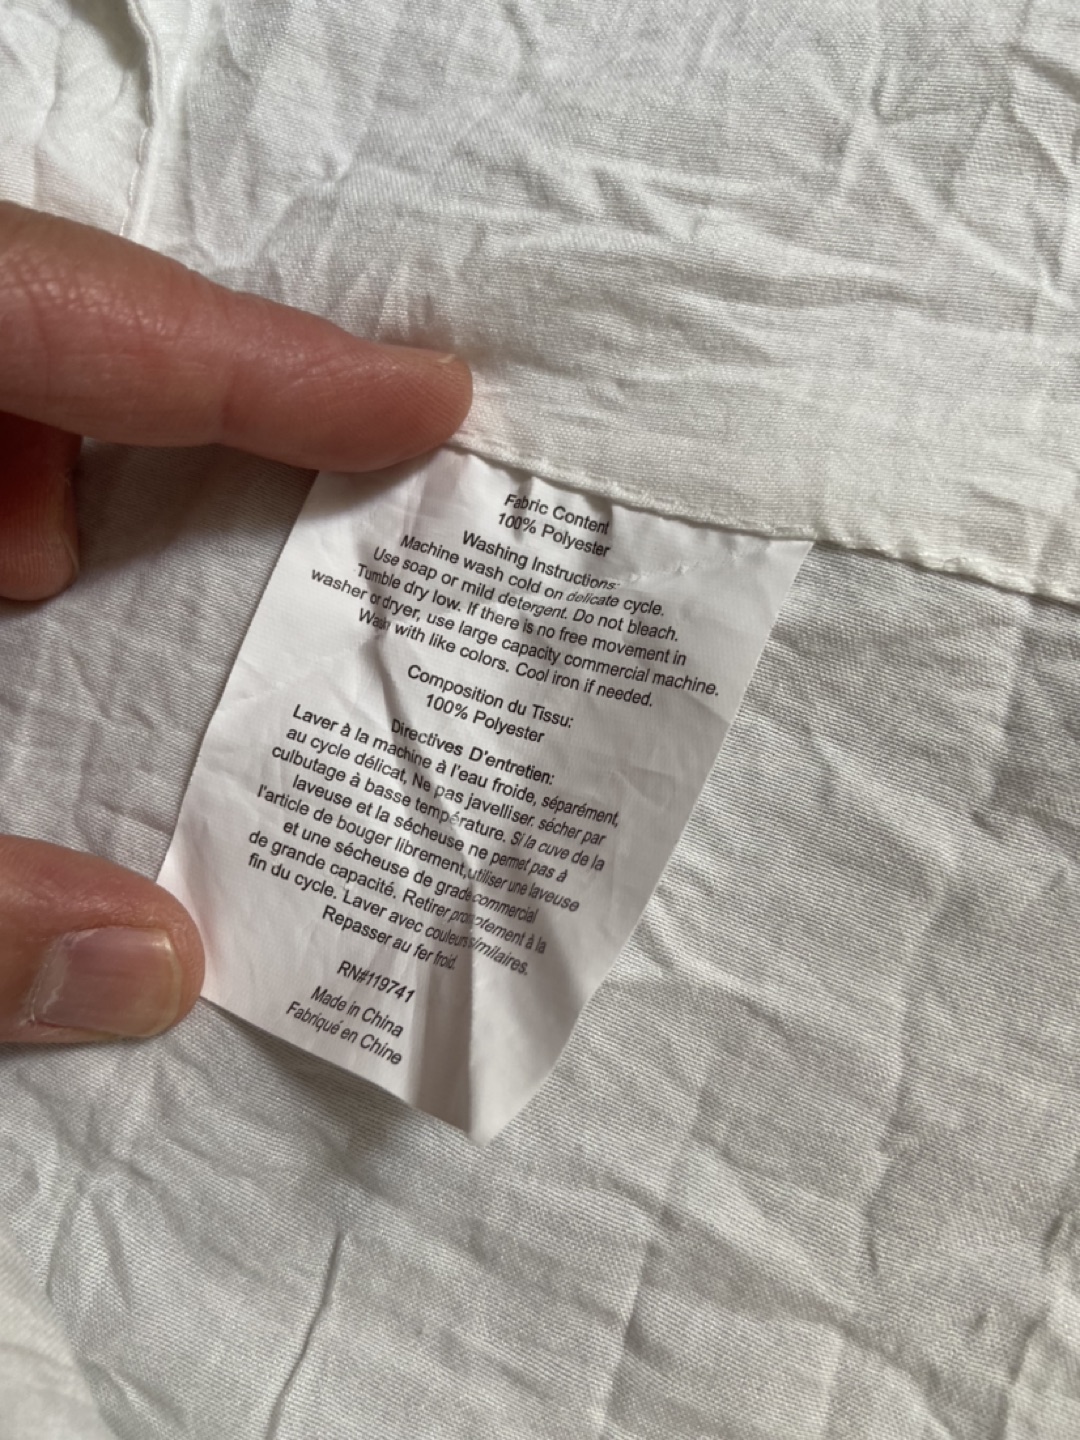 Fabric Content
100% Polyester
Washing Instructions:
Machine wash cold on delicate cycle.
Use soap or mild detergent. Do not bleach.
Tumble dry low. If there is no free movement in
washer or dryer, use large capacity commercial machine.
Wash with like colors. Cool iron if needed.
Composition du Tissu:
100% Polyester
Directives D'entretien:
Laver à la machine à l'eau froide, séparément,
au cycle délicat, Ne pas javelliser, sécher par
culbutage à basse température. Si la cuve de la
laveuse et la sécheuse ne permet pas à
l'article de bouger librement,utiliser une laveuse
et une sécheuse de grade commercial
de grande capacité. Retirer promptement à la
fin du cycle. Laver avec couleurs similaires.
Repasser au fer froid.
RN#119741
Made in China
Fabriqué en Chine